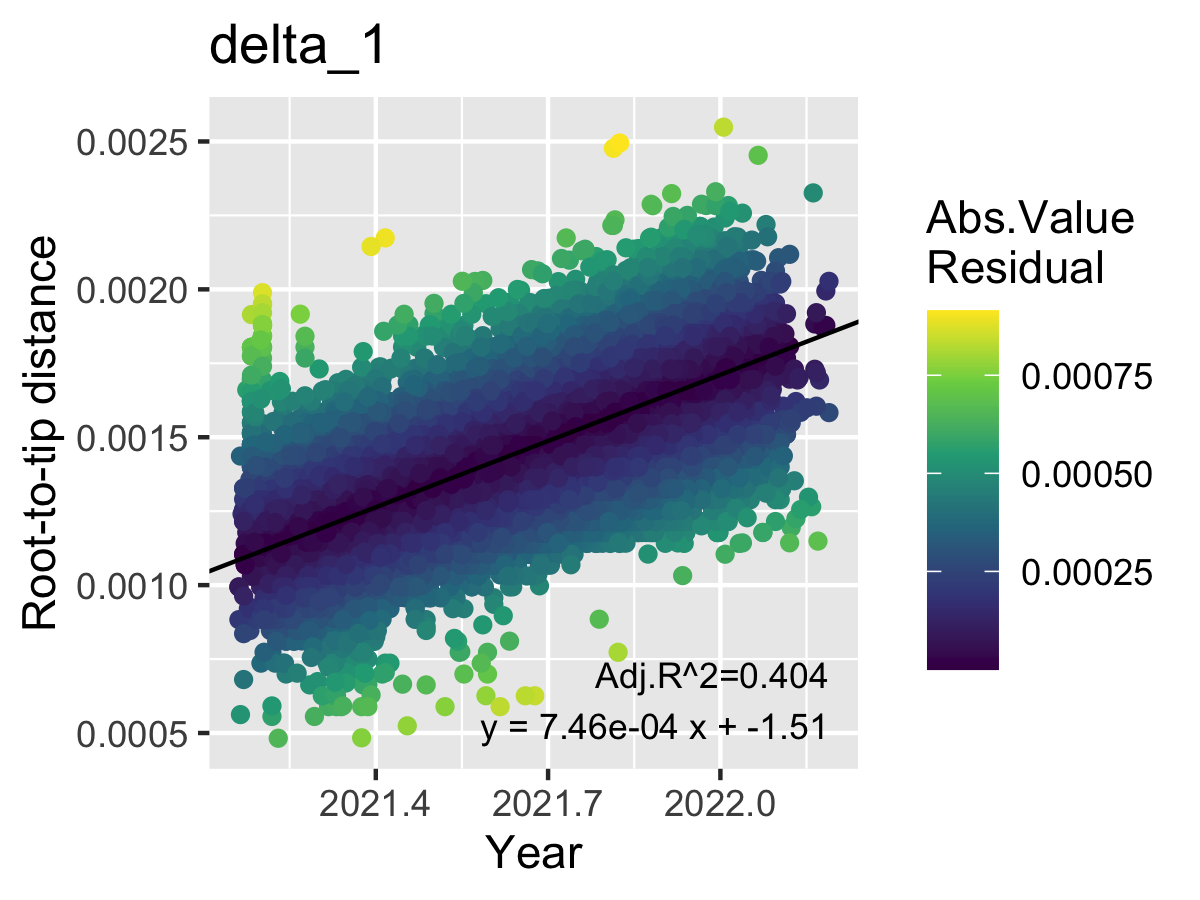 delta_1
0.0025
0.0020
0.0015
0.0010
0.0005
Root-to-tip distance
Adj.R^2=0.404
y = 7.46e-04 x + -1.51
2021.4 2021.7 2022.0
Year
Abs.Value
Residual
0.00075
0.00050
0.00025